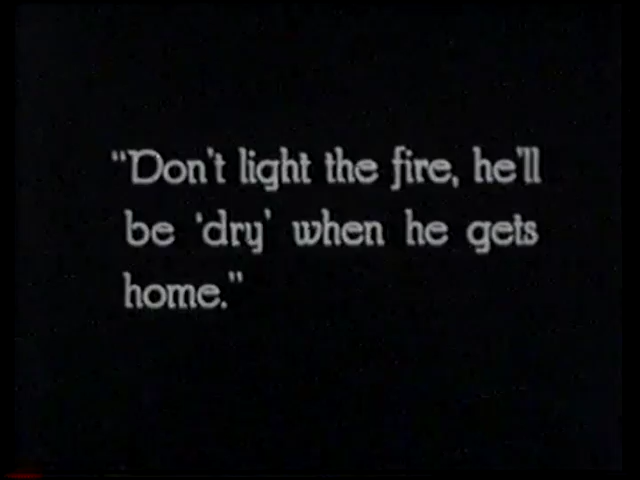 "Don't light the fire, he'll
be 'dry' when he gets
home."